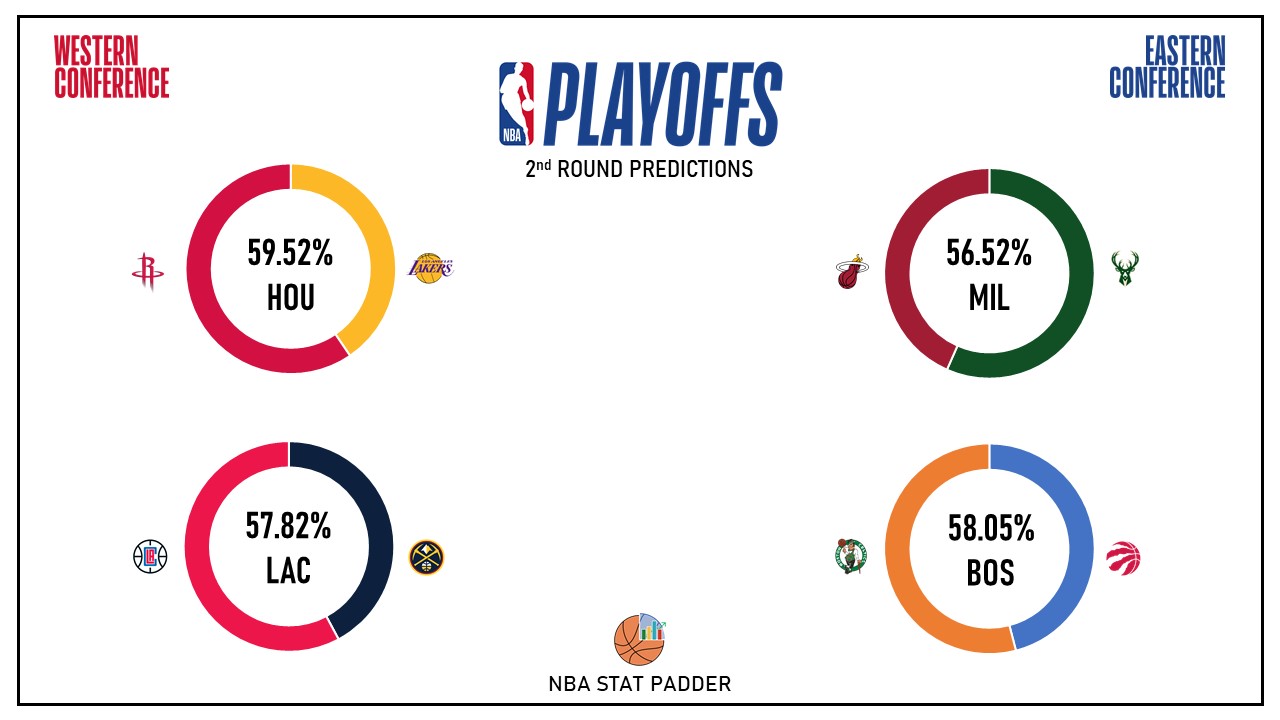 WESTERN
CONFERENCE
EASTERN
CONFERENCE
NBA
PLAYOFFS
2nd ROUND PREDICTIONS
59.52%
HOU
R
LAKERS
56.52%
MIL
57.82%
LAC
58.05%
BOS
NBA STAT PADDER